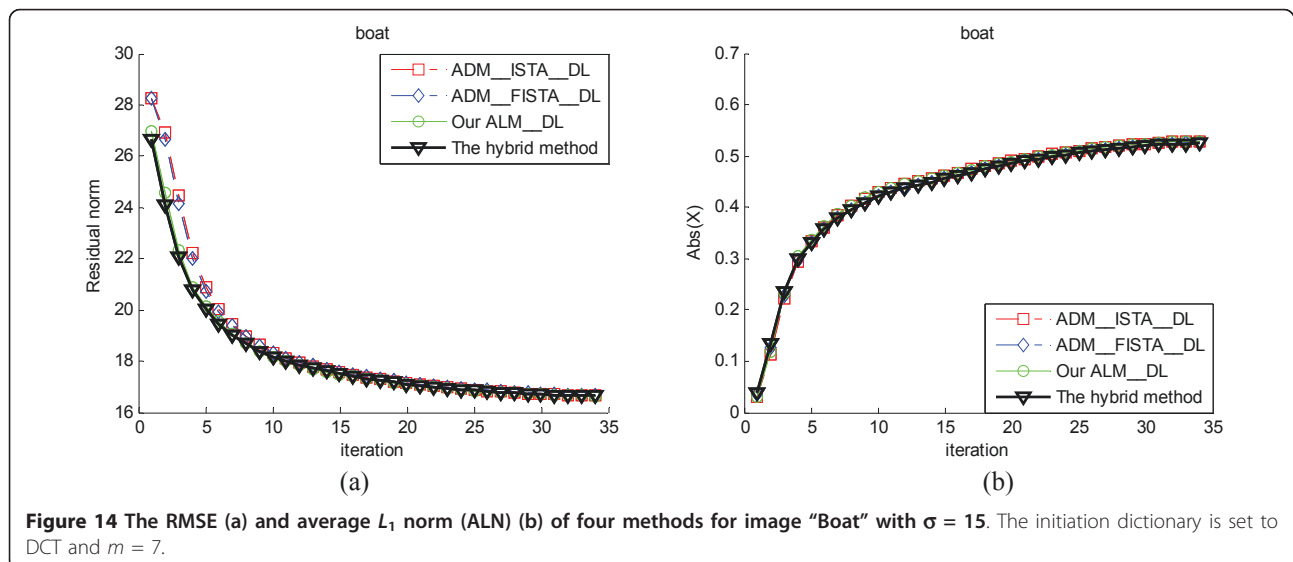 boat
30
28
26
24
22
20
18
16
Residual norm
0 5 10 15 20 25 30 35
iteration
ADM__ISTA__DL
ADM__FISTA__DL
Our ALM__DL
The hybrid method
(a)
boat
0.7
0.6
0.5
0.4
0.3
0.2
0.1
0
Abs(X)
0 5 10 15 20 25 30 35
iteration
ADM__ISTA__DL
ADM__FISTA__DL
Our ALM__DL
The hybrid method
(b)
Figure 14 The RMSE (a) and average L₁ norm (ALN) (b) of four methods for image "Boat" with σ = 15. The initiation dictionary is set to
DCT and m = 7.